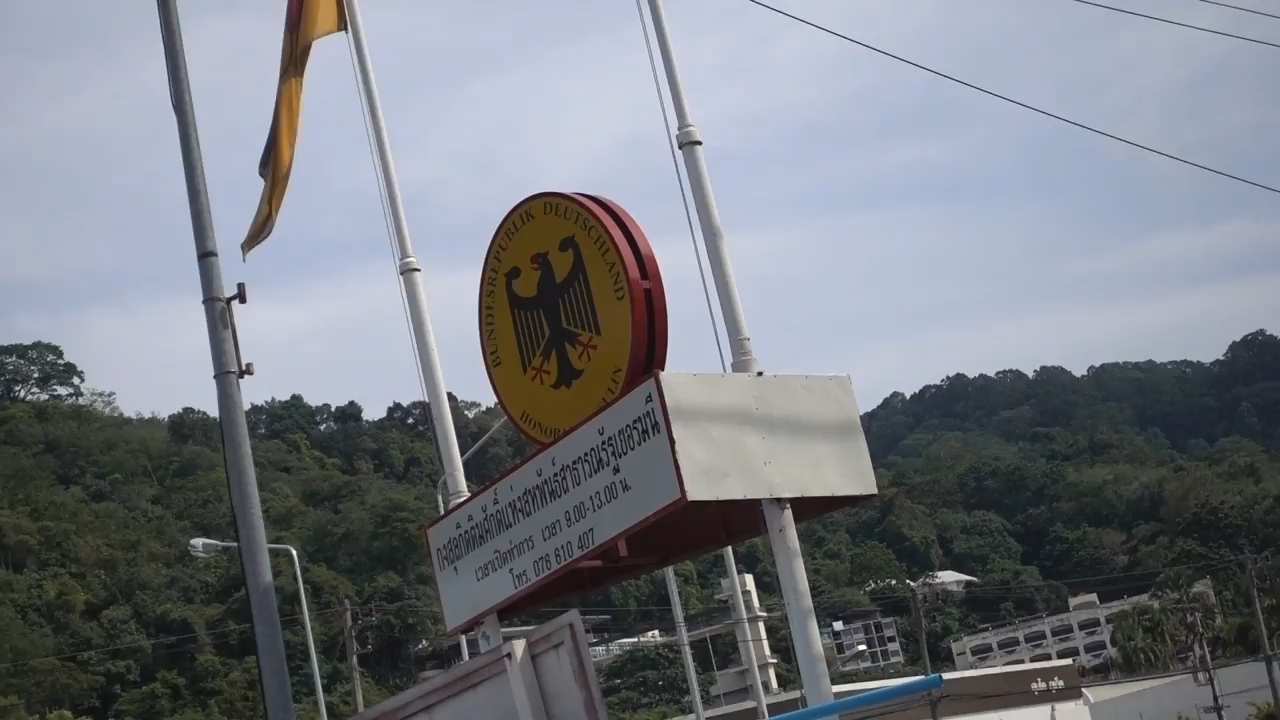 BUNDESREPUBLIK DEUTSCHLAND
กงสุลกิตติมศักดิ์แห่งสหพันธ์สาธารณรัฐเยอรมนี
เวลาเปิดทำการ เวลา 9.00-13.00 น.
โทร. 076 610 407